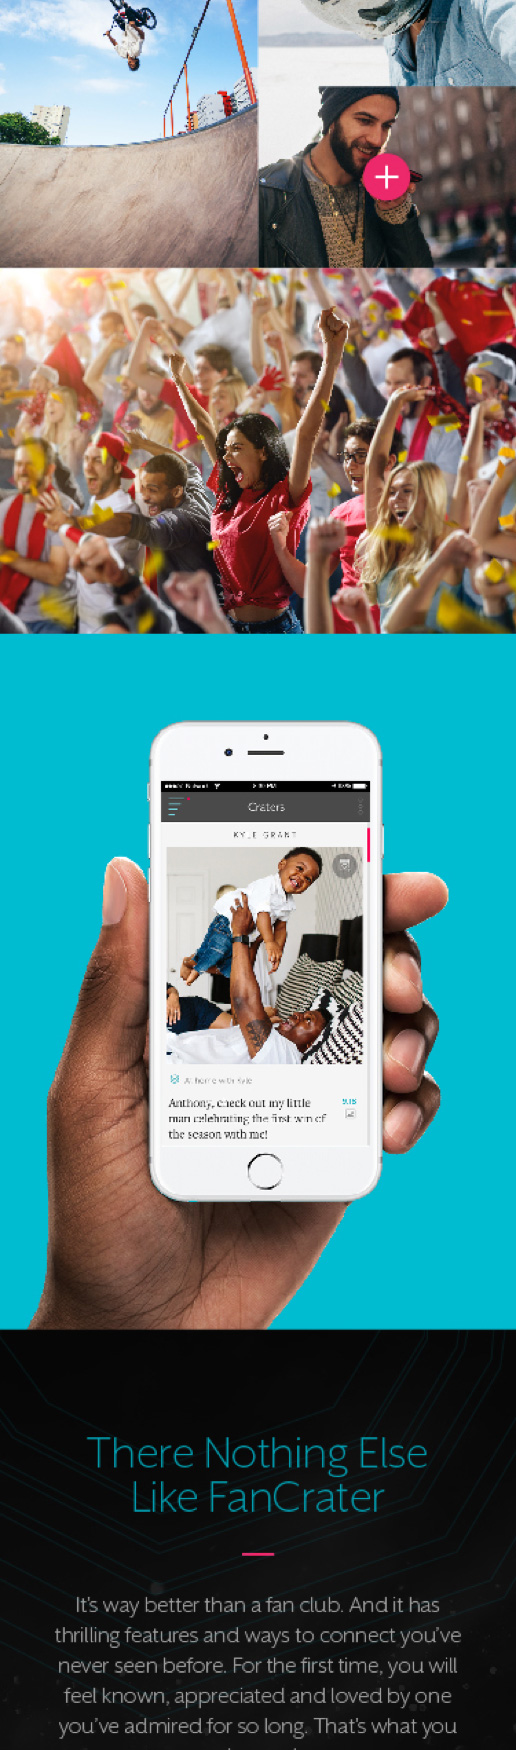 Craters
KYLE GRANT
At home with Kyle
Anthony, check out my little
man celebrating the first win of
the season with me!
9.15
There Nothing Else
Like FanCrater
It's way better than a fan club. And it has
thrilling features and ways to connect you've
never seen before. For the first time, you will
feel known, appreciated and loved by one
you've admired for so long. That's what you